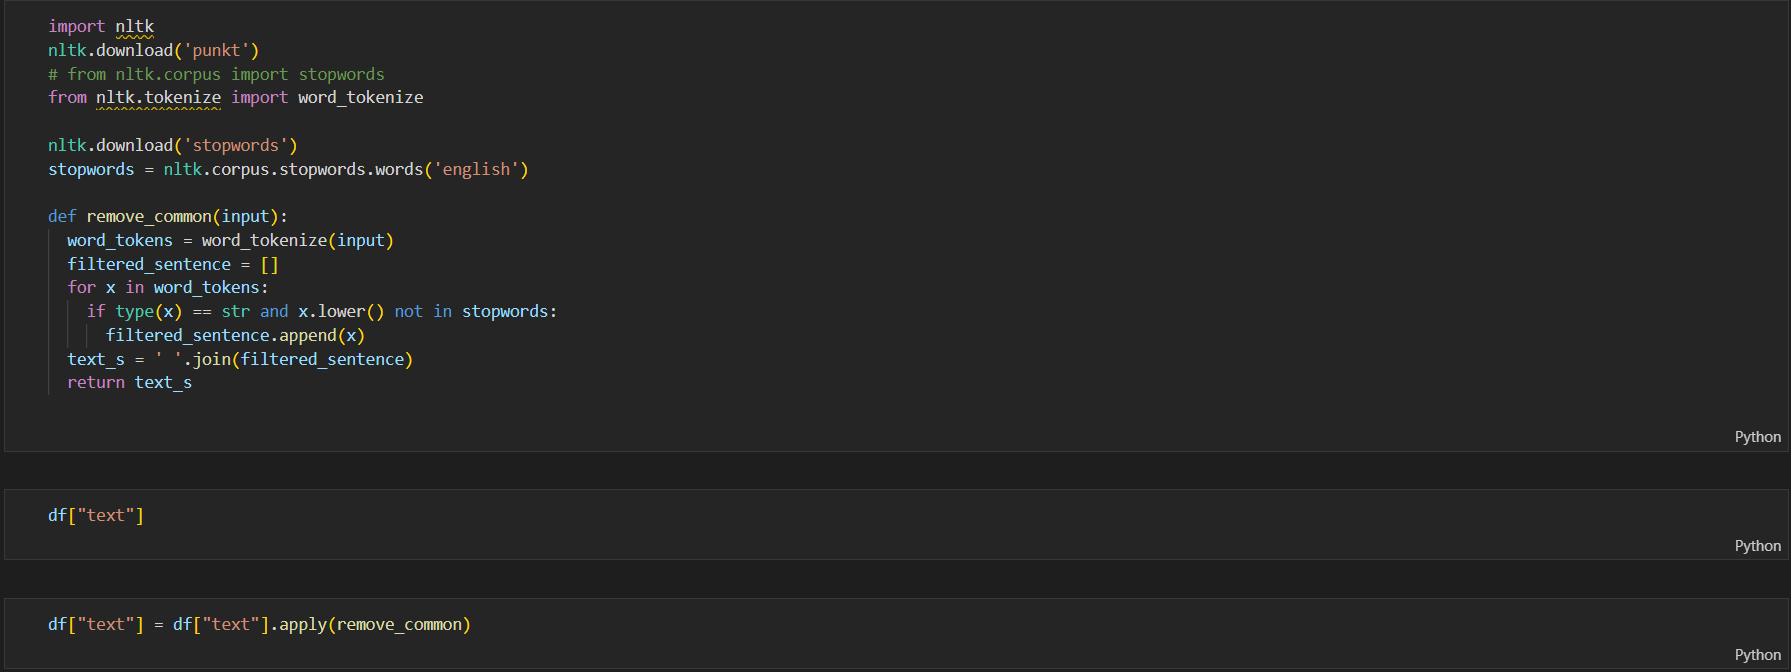 import nltk
nltk.download('punkt')
# from nltk.corpus import stopwords
from nltk.tokenize import word_tokenize
nltk.download('stopwords')
stopwords = nltk.corpus.stopwords.words('english')
def remove_common(input):
word_tokens = word_tokenize(input)
filtered_sentence = []
for x in word_tokens:
if type(x) == str and x.lower() not in stopwords:
filtered_sentence.append(x)
text_s = ' '.join(filtered_sentence)
return text_s
Python
df["text"]
Python
df["text"] = df["text"].apply(remove_common)
Python